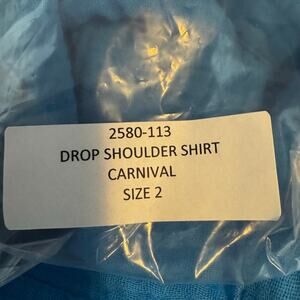 2580-113
DROP SHOULDER SHIRT
CARNIVAL
SIZE 2